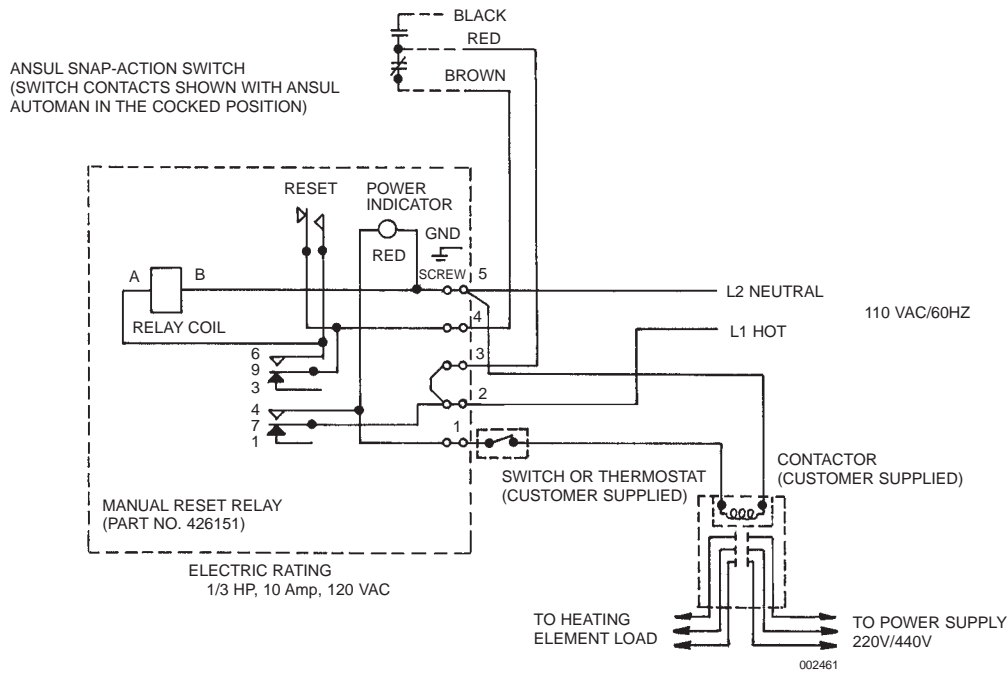 BLACK
RED
ANSUL SNAP-ACTION SWITCH
(SWITCH CONTACTS SHOWN WITH ANSUL
AUTOMAN IN THE COCKED POSITION)
BROWN
RESET
POWER
INDICATOR
GND
RED
SCREW
5
A
B
L2 NEUTRAL
110 VAC/60HZ
RELAY COIL
4
L1 HOT
6
9
3
3
2
4
7
1
1
SWITCH OR THERMOSTAT
(CUSTOMER SUPPLIED)
CONTACTOR
(CUSTOMER SUPPLIED)
MANUAL RESET RELAY
(PART NO. 426151)
ELECTRIC RATING
1/3 HP, 10 Amp, 120 VAC
TO HEATING
ELEMENT LOAD
TO POWER SUPPLY
220V/440V
002461